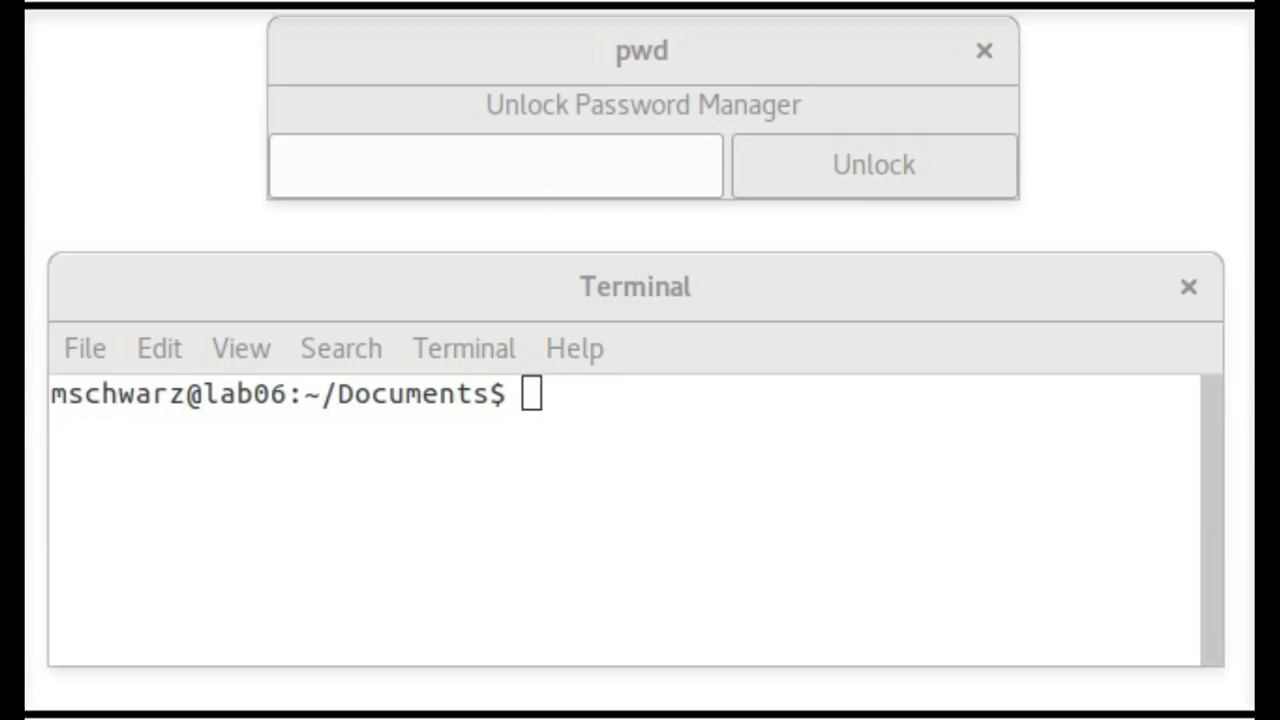 pwd
Unlock Password Manager
Unlock
Terminal
File Edit View Search Terminal Help
mschwarz@lab06:~/Documents$